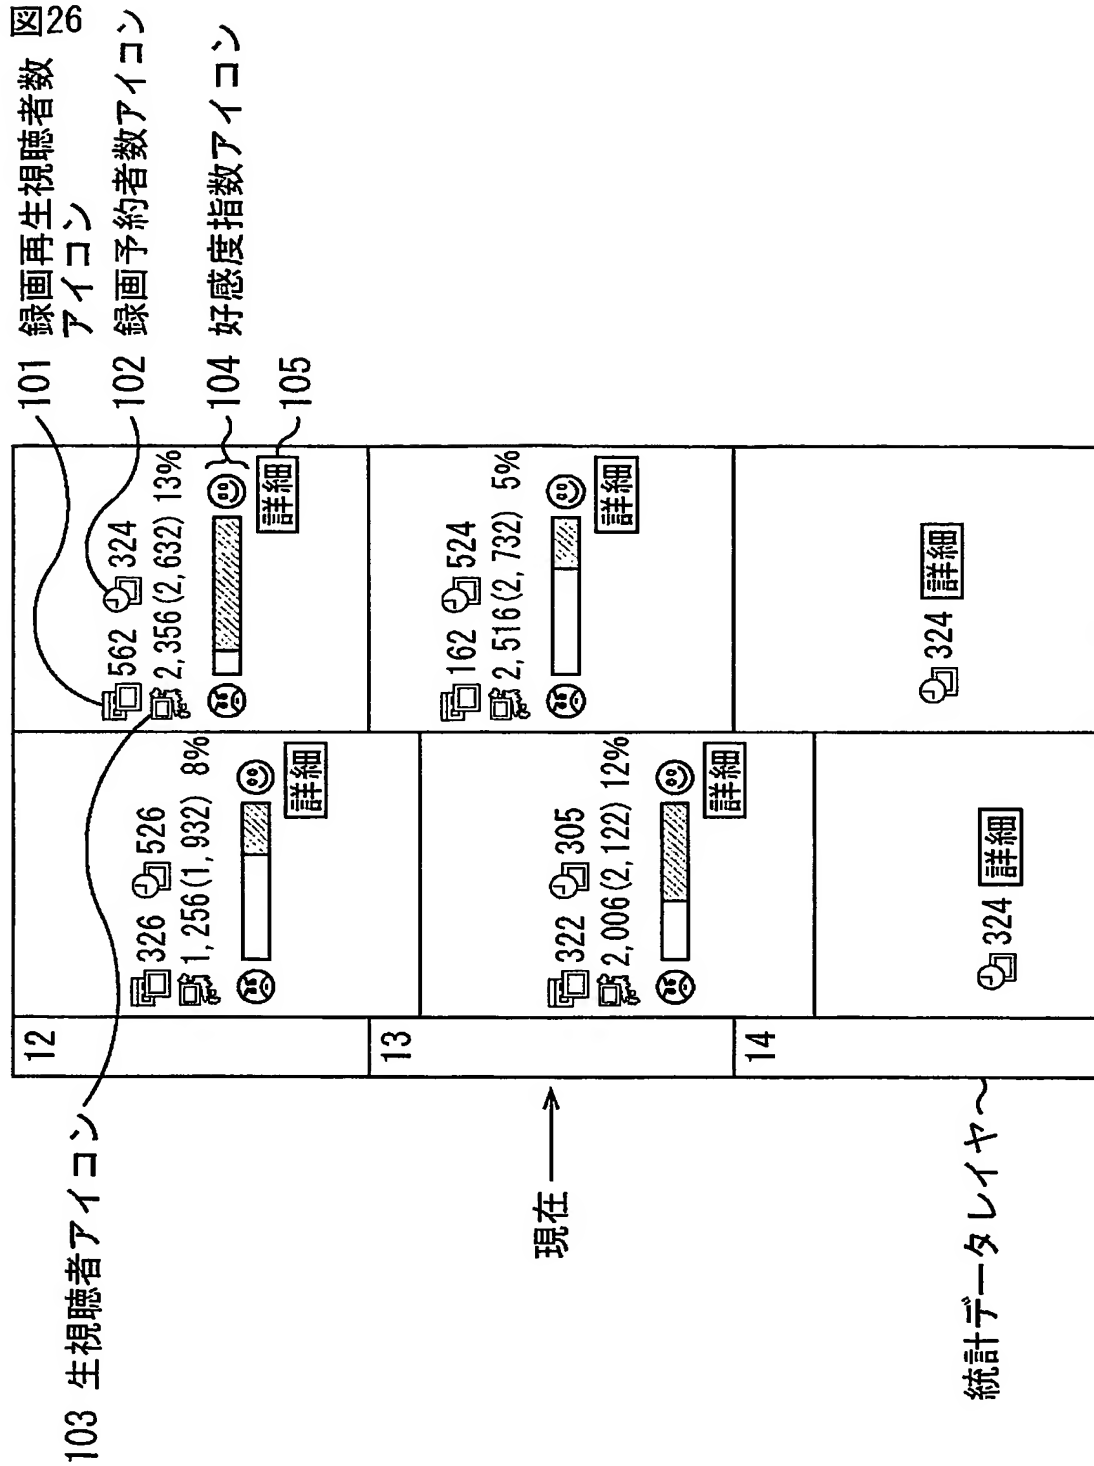 図26
101 録画再生視聴者数
アイコン
102 録画予約者数アイコン
103 生視聴者アイコン
104 好感度指数アイコン
105
12
326 526
1,256(1,932) 8%
詳細
562 324
2,356(2,632) 13%
詳細
現在
13
322 305
2,006(2,122) 12%
詳細
162 524
2,516(2,732) 5%
詳細
14
324 詳細
324 詳細
統計データレイヤ